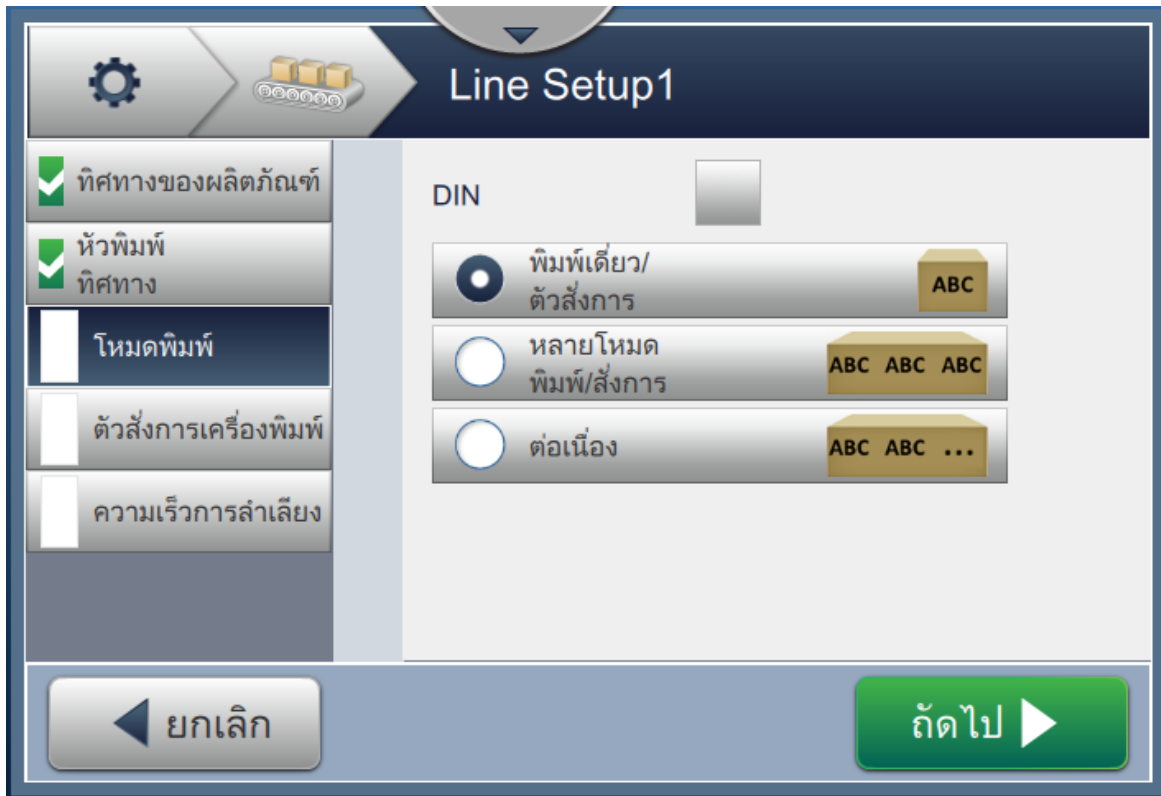 Line Setup1
ทิศทางของผลิตภัณฑ์
หัวพิมพ์
ทิศทาง
โหมดพิมพ์
ตัวสั่งการเครื่องพิมพ์
ความเร็วการลำเลียง
DIN
พิมพ์เดี่ยว/
ตัวสั่งการ
ABC
หลายโหมด
พิมพ์/สั่งการ
ABC ABC ABC
ต่อเนื่อง
ABC ABC ...
ยกเลิก
ถัดไป